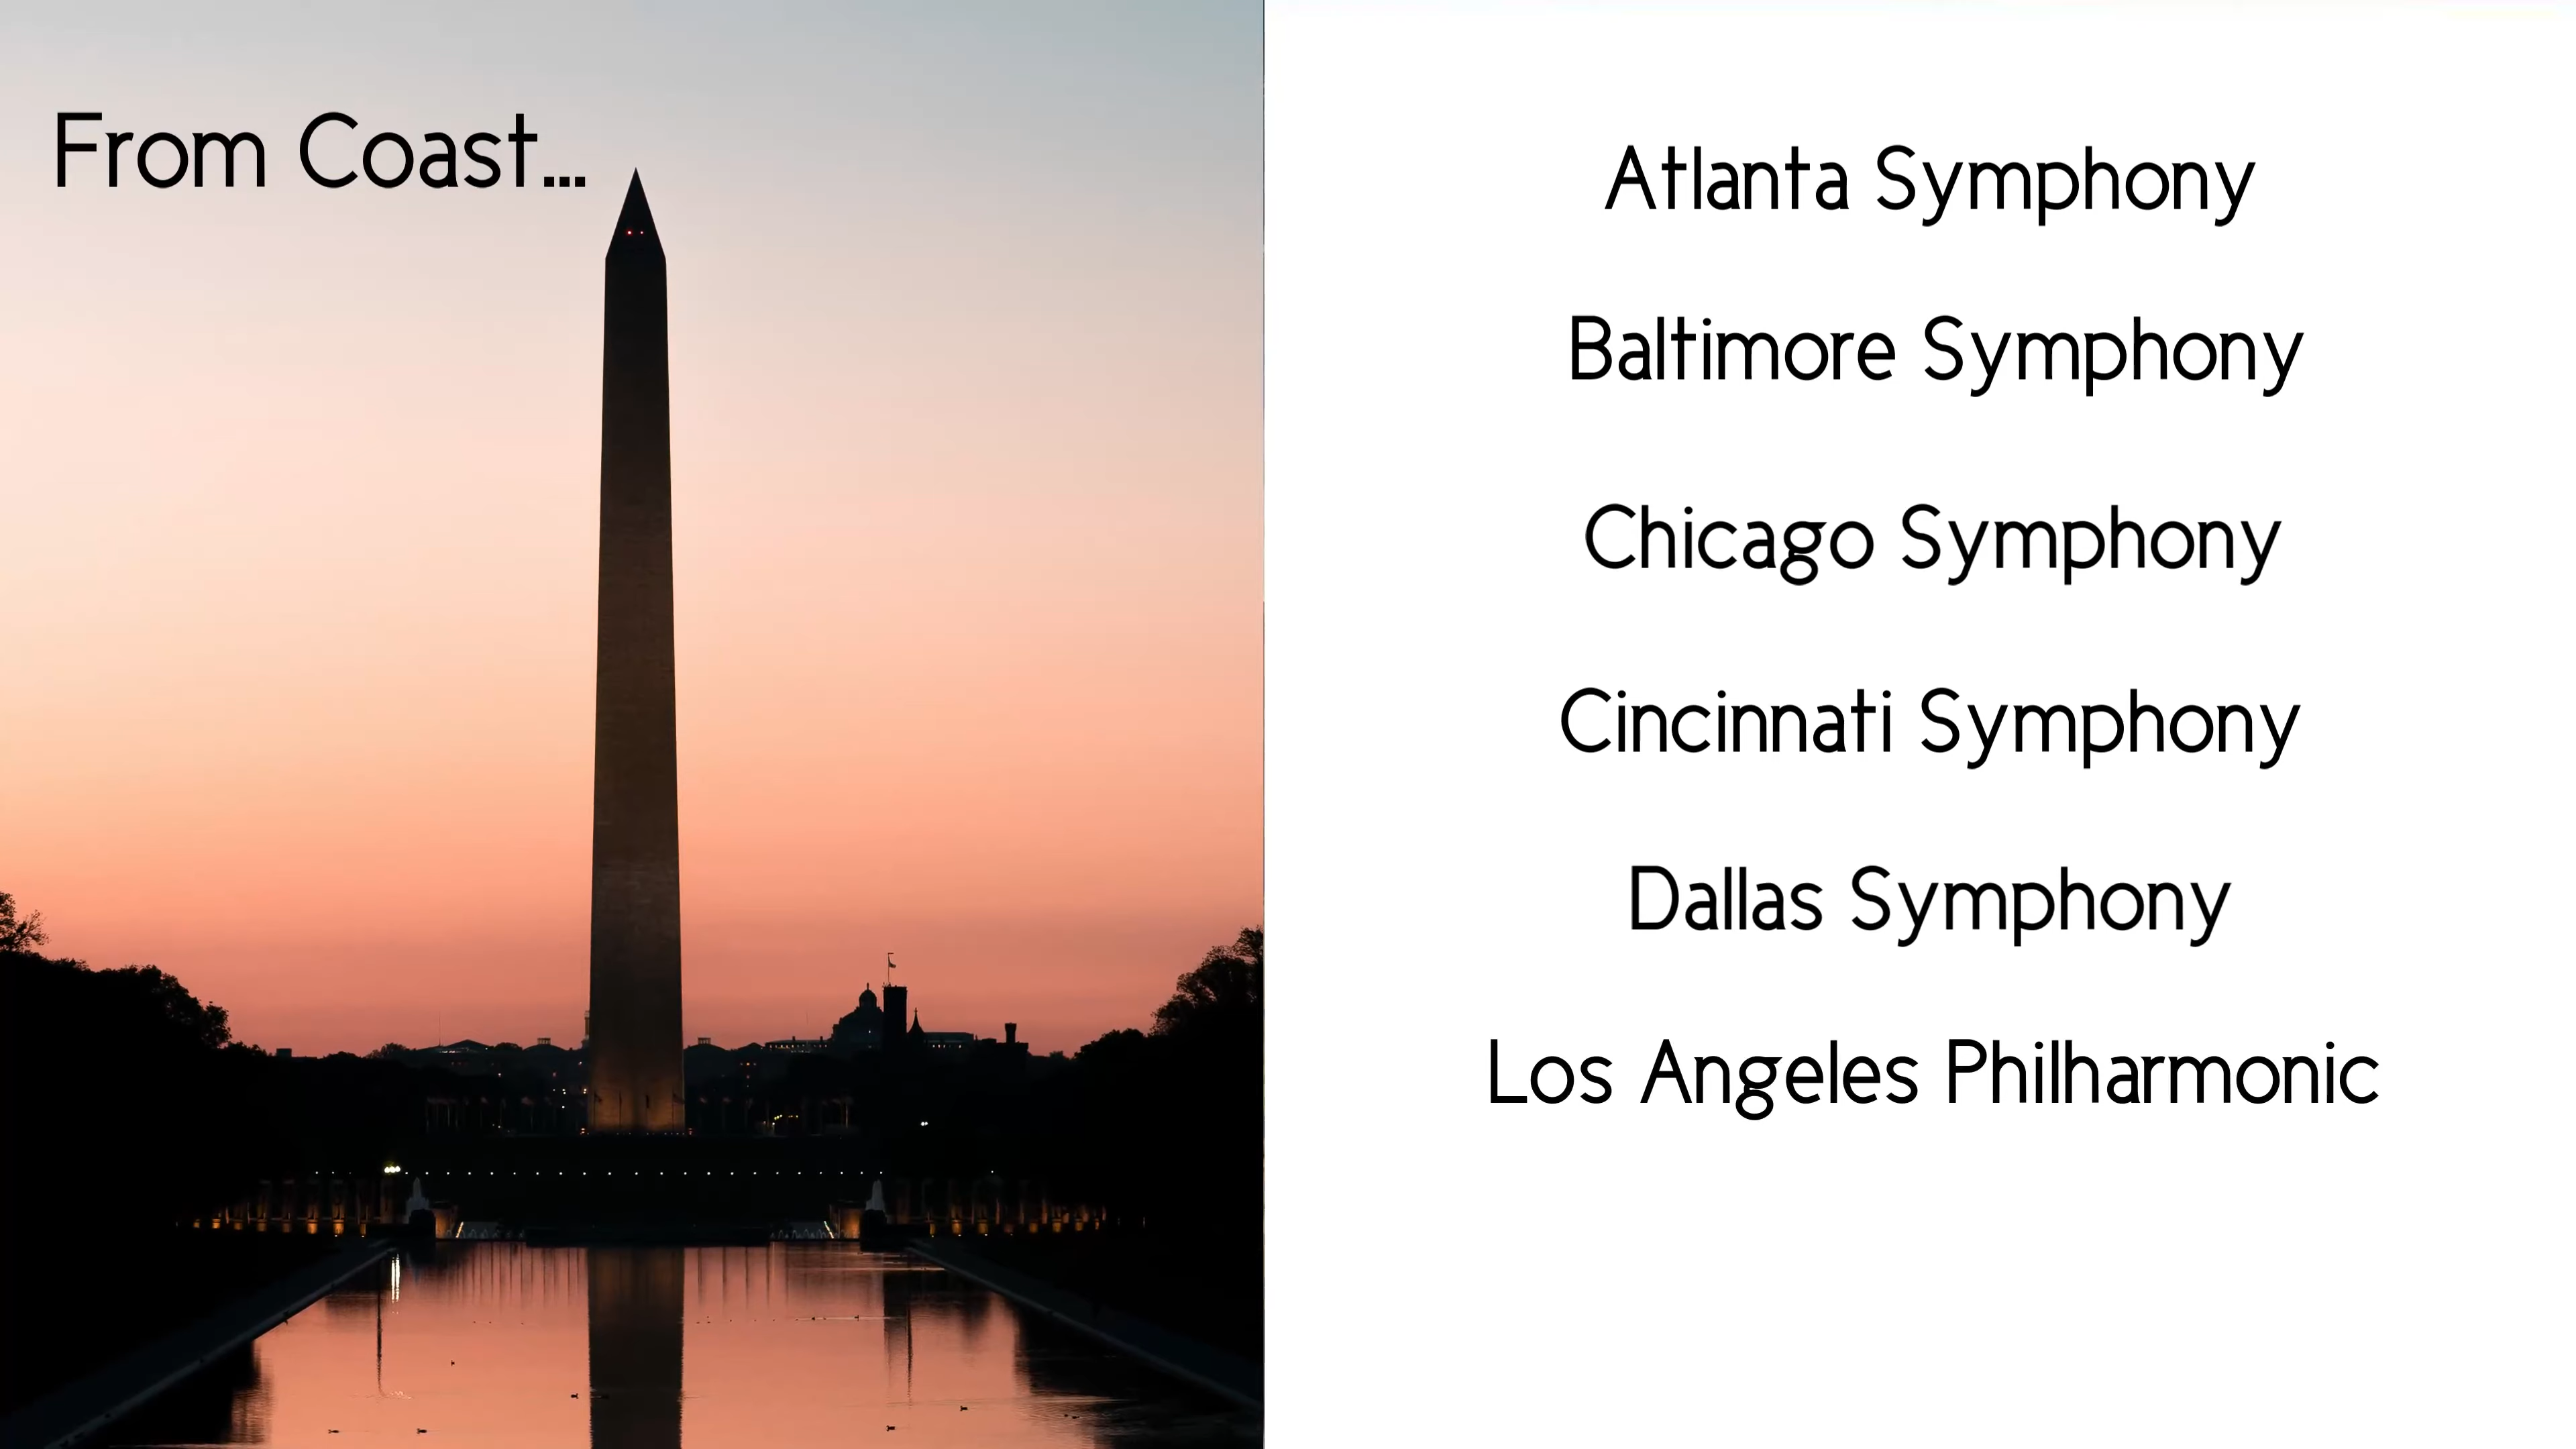 From Coast...
Atlanta Symphony
Baltimore Symphony
Chicago Symphony
Cincinnati Symphony
Dallas Symphony
Los Angeles Philharmonic